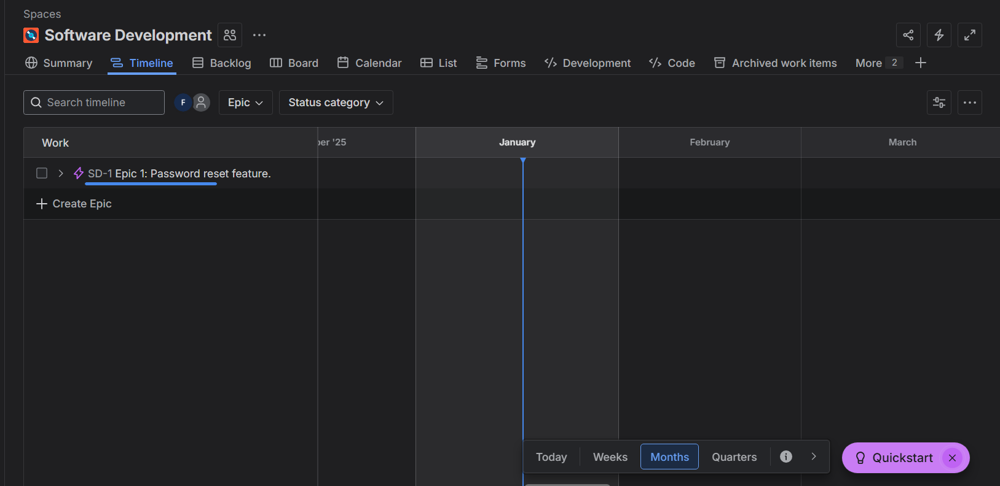 Spaces
Software Development
Summary Timeline Backlog Board Calendar List Forms Development Code Archived work items More 2
Search timeline F Epic Status category
Work ber '25 January February March
SD-1 Epic 1: Password reset feature.
Create Epic
Today Weeks Months Quarters Quickstart